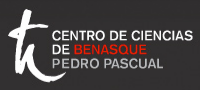 CENTRO DE CIENCIAS
DE BENASQUE
PEDRO PASCUAL